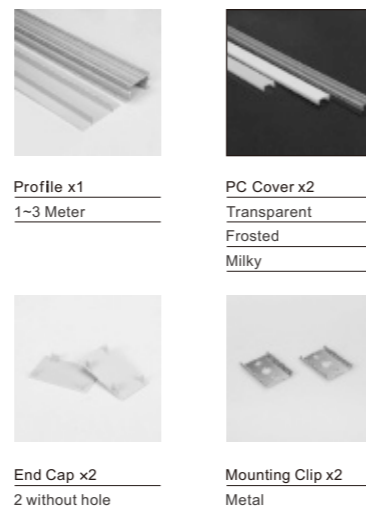 Profile x1
1~3 Meter
PC Cover x2
Transparent
Frosted
Milky
End Cap x2
2 without hole
Mounting Clip x2
Metal